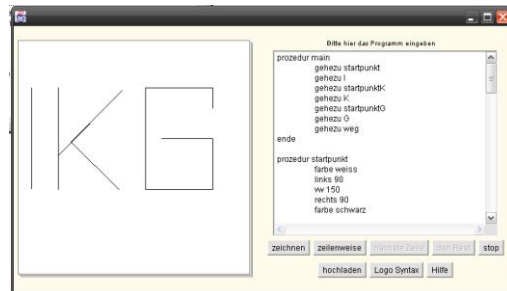 IKG
Bitte hier das Programm eingeben
prozedur main
gehezu startpunkt
gehezu I
gehezu startpunktK
gehezu K
gehezu startpunktG
gehezu G
gehezu weg
ende
prozedur startpunkt
farbe weiss
links 90
vw 150
rechts 90
farbe schwarz
zeichnen zeilenweise nächste Zeile den Rest stop
hochladen Logo Syntax Hilfe